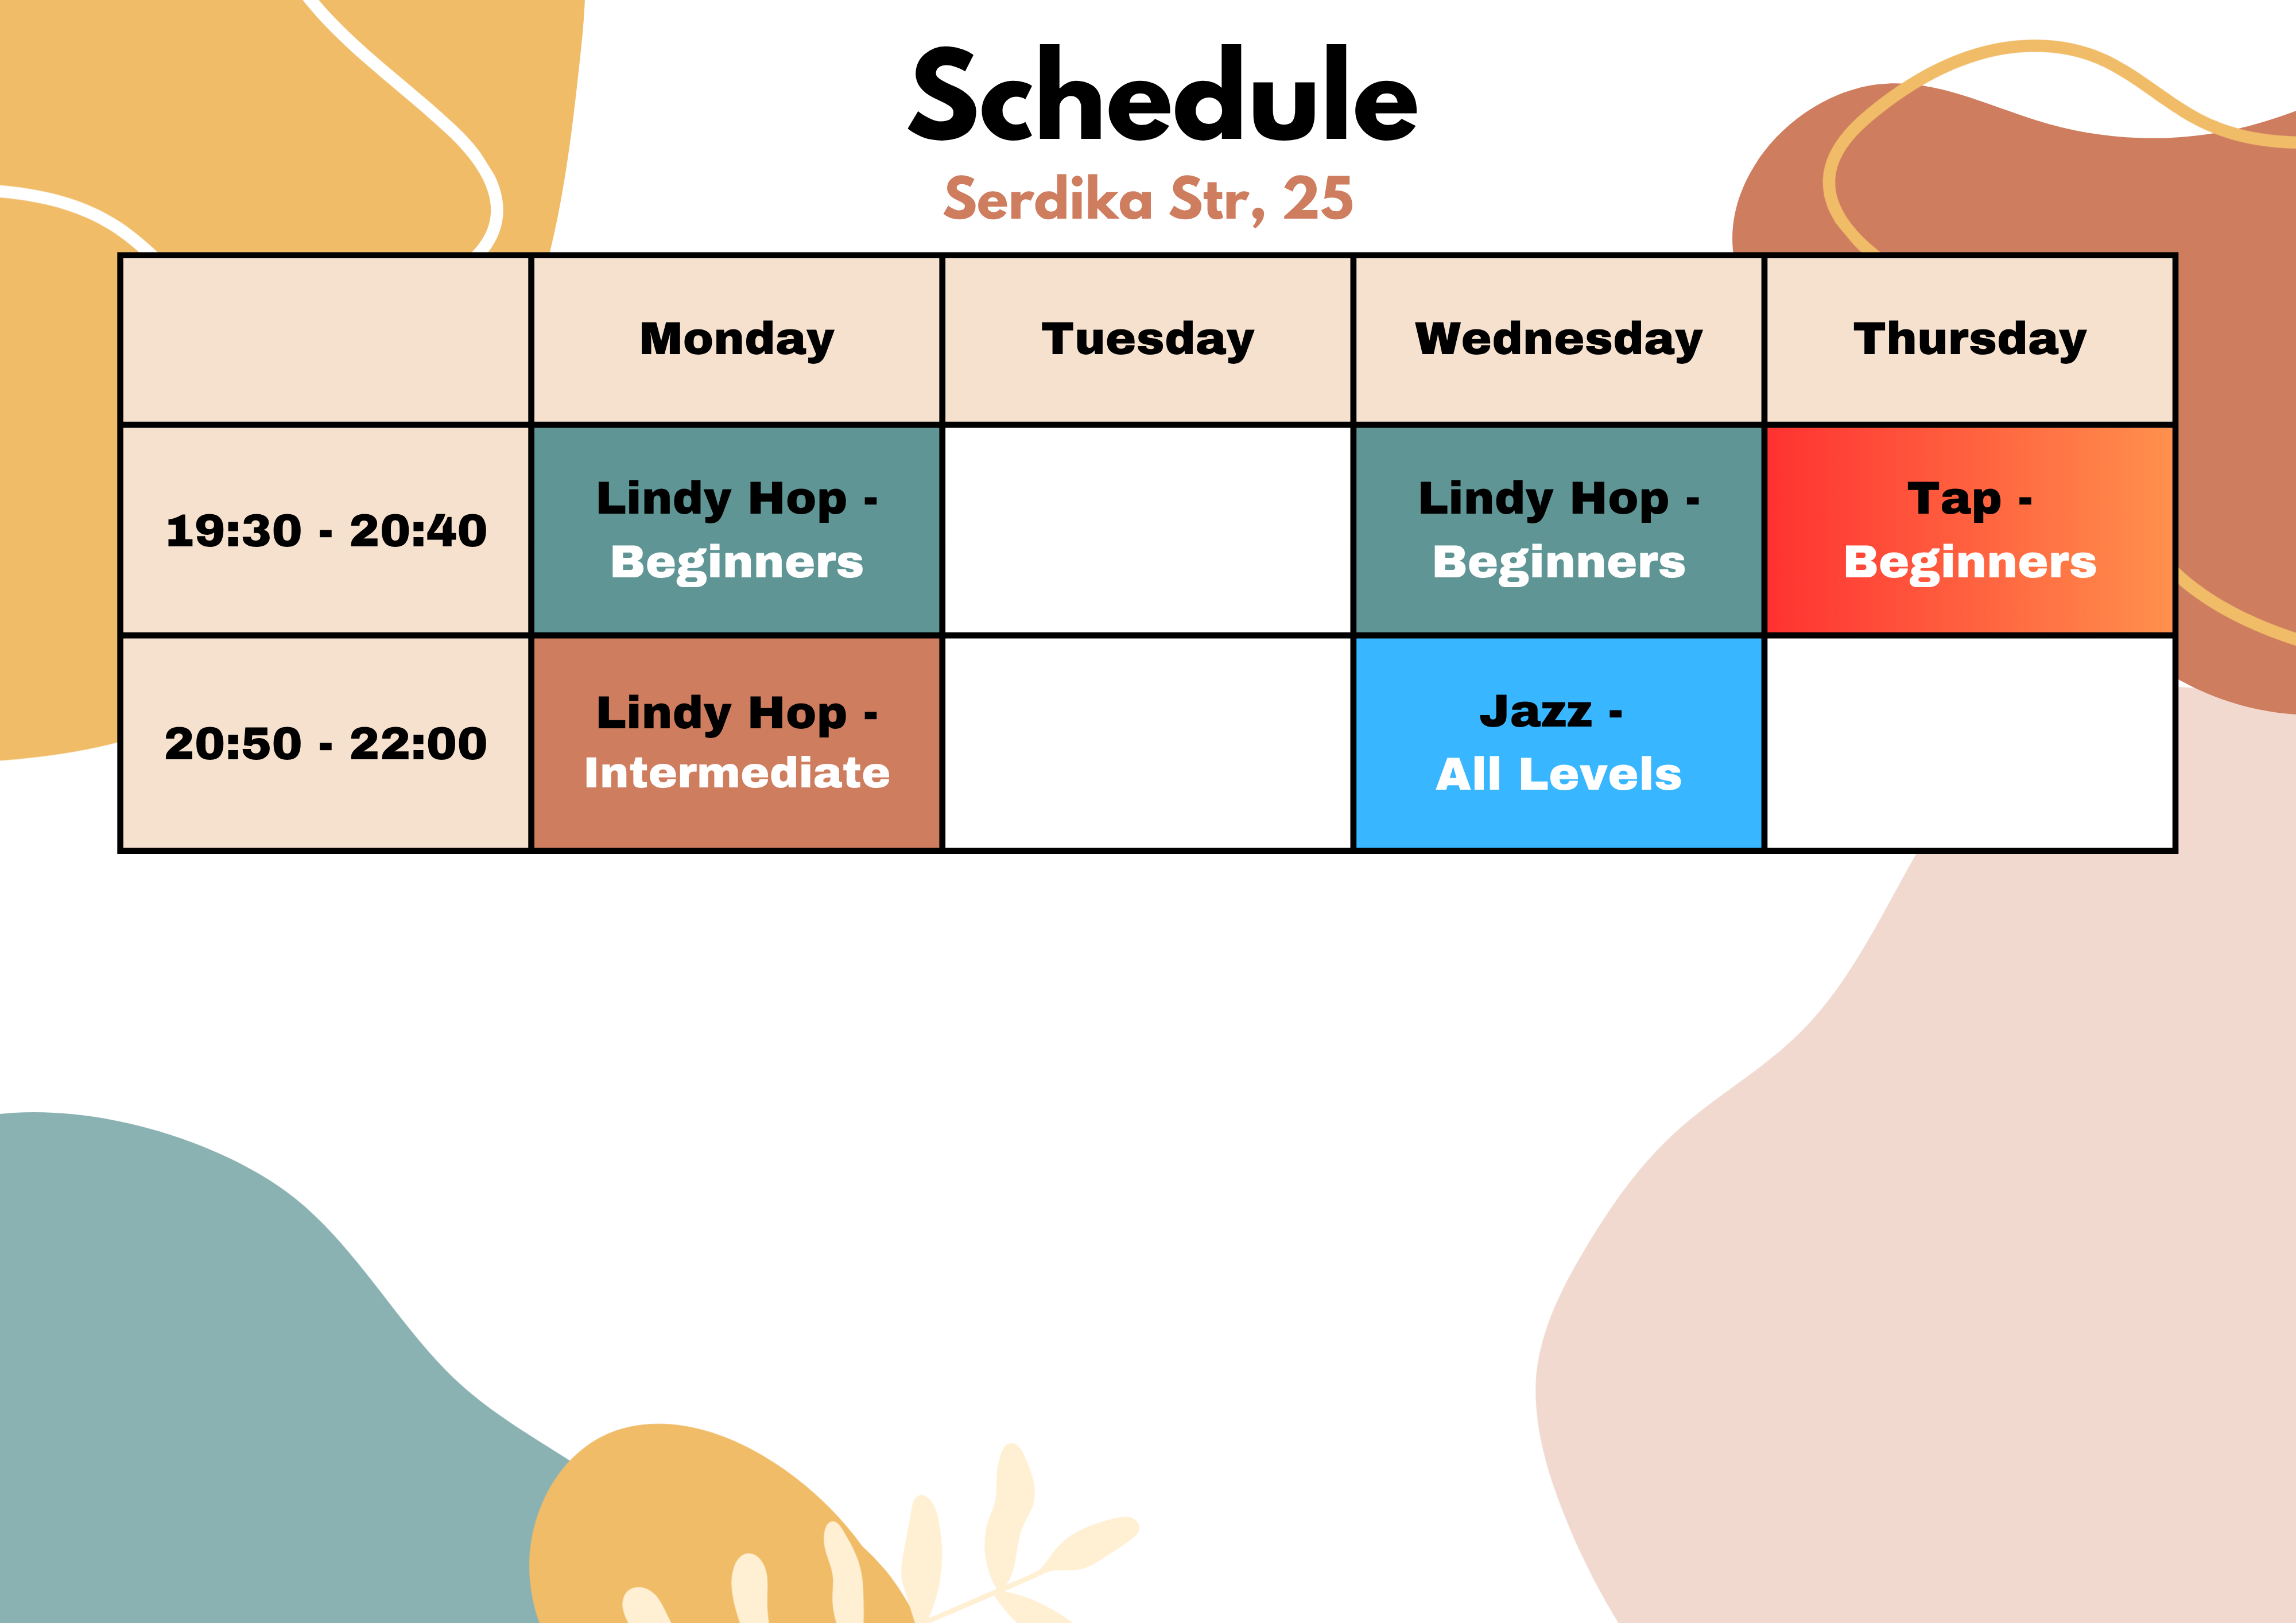 Schedule
Serdika Str, 25
Monday
Tuesday
Wednesday
Thursday
19:30 - 20:40
Lindy Hop -
Beginners
Lindy Hop -
Beginners
Tap -
Beginners
20:50 - 22:00
Lindy Hop -
Intermediate
Jazz -
All Levels